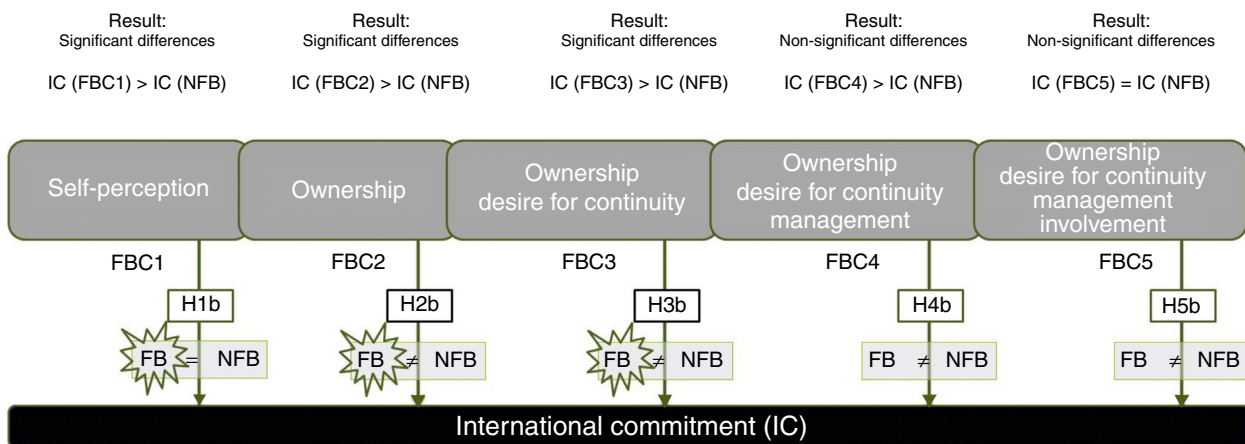 Result:
Significant differences
IC (FBC1) > IC (NFB)
Result:
Significant differences
IC (FBC2) > IC (NFB)
Result:
Significant differences
IC (FBC3) > IC (NFB)
Result:
Non-significant differences
IC (FBC4) > IC (NFB)
Result:
Non-significant differences
IC (FBC5) = IC (NFB)
Self-perception
Ownership
Ownership
desire for continuity
Ownership
desire for continuity
management
Ownership
desire for continuity
management
involvement
FBC1
FBC2
FBC3
FBC4
FBC5
H1b
H2b
H3b
H4b
H5b
FB = NFB
FB ≠ NFB
FB ≠ NFB
FB ≠ NFB
FB ≠ NFB
International commitment (IC)